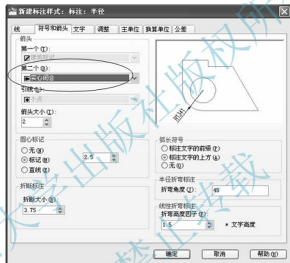 新建标注样式: 标注: 半径
线 符号和箭头 文字 调整 主单位 换算单位 公差
箭头
第一个(T):
第二个(D):
实心闭合
引线(L):
小点
箭头大小(I):
2
圆心标记
无(N)
标记(M)
直线(E)
2.5
折断标注
折断大小(B):
3.75
弧长符号
标注文字的前缀(P)
标注文字的上方(A)
无(O)
半径折弯标注
折弯角度(J): 45
线性折弯标注
折弯高度因子(F):
1.5 * 文字高度
确定 取消 帮助(H)